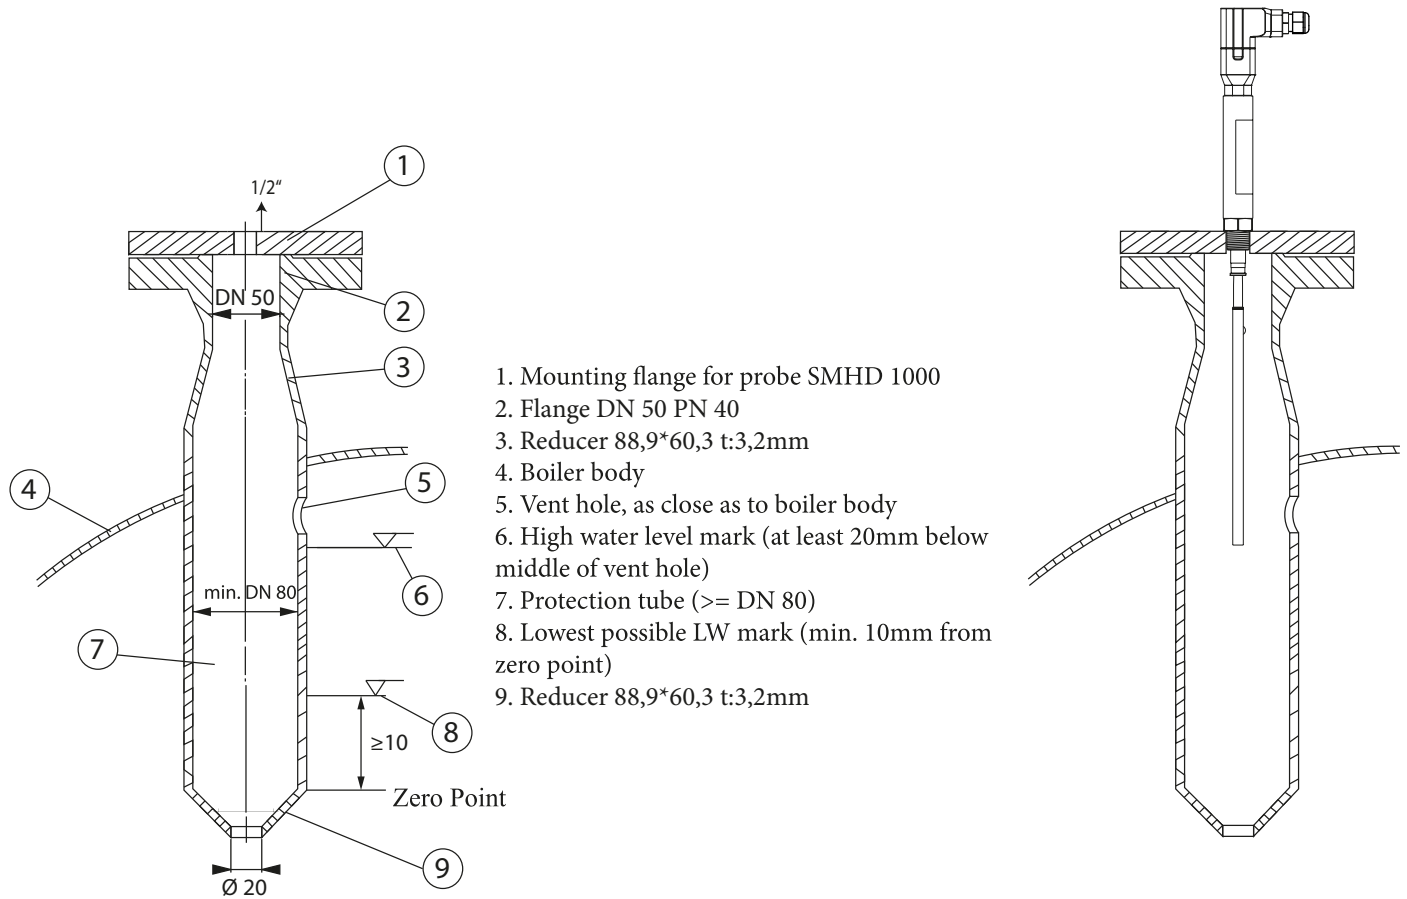 1
1/2“
DN 50
2
3
1. Mounting flange for probe SMHD 1000
2. Flange DN 50 PN 40
3. Reducer 88,9*60,3 t:3,2mm
4. Boiler body
5. Vent hole, as close as to boiler body
6. High water level mark (at least 20mm below
middle of vent hole)
7. Protection tube (>= DN 80)
8. Lowest possible LW mark (min. 10mm from
zero point)
9. Reducer 88,9*60,3 t:3,2mm
4
5
min. DN 80
6
7
8
≥10
Zero Point
9
Ø 20